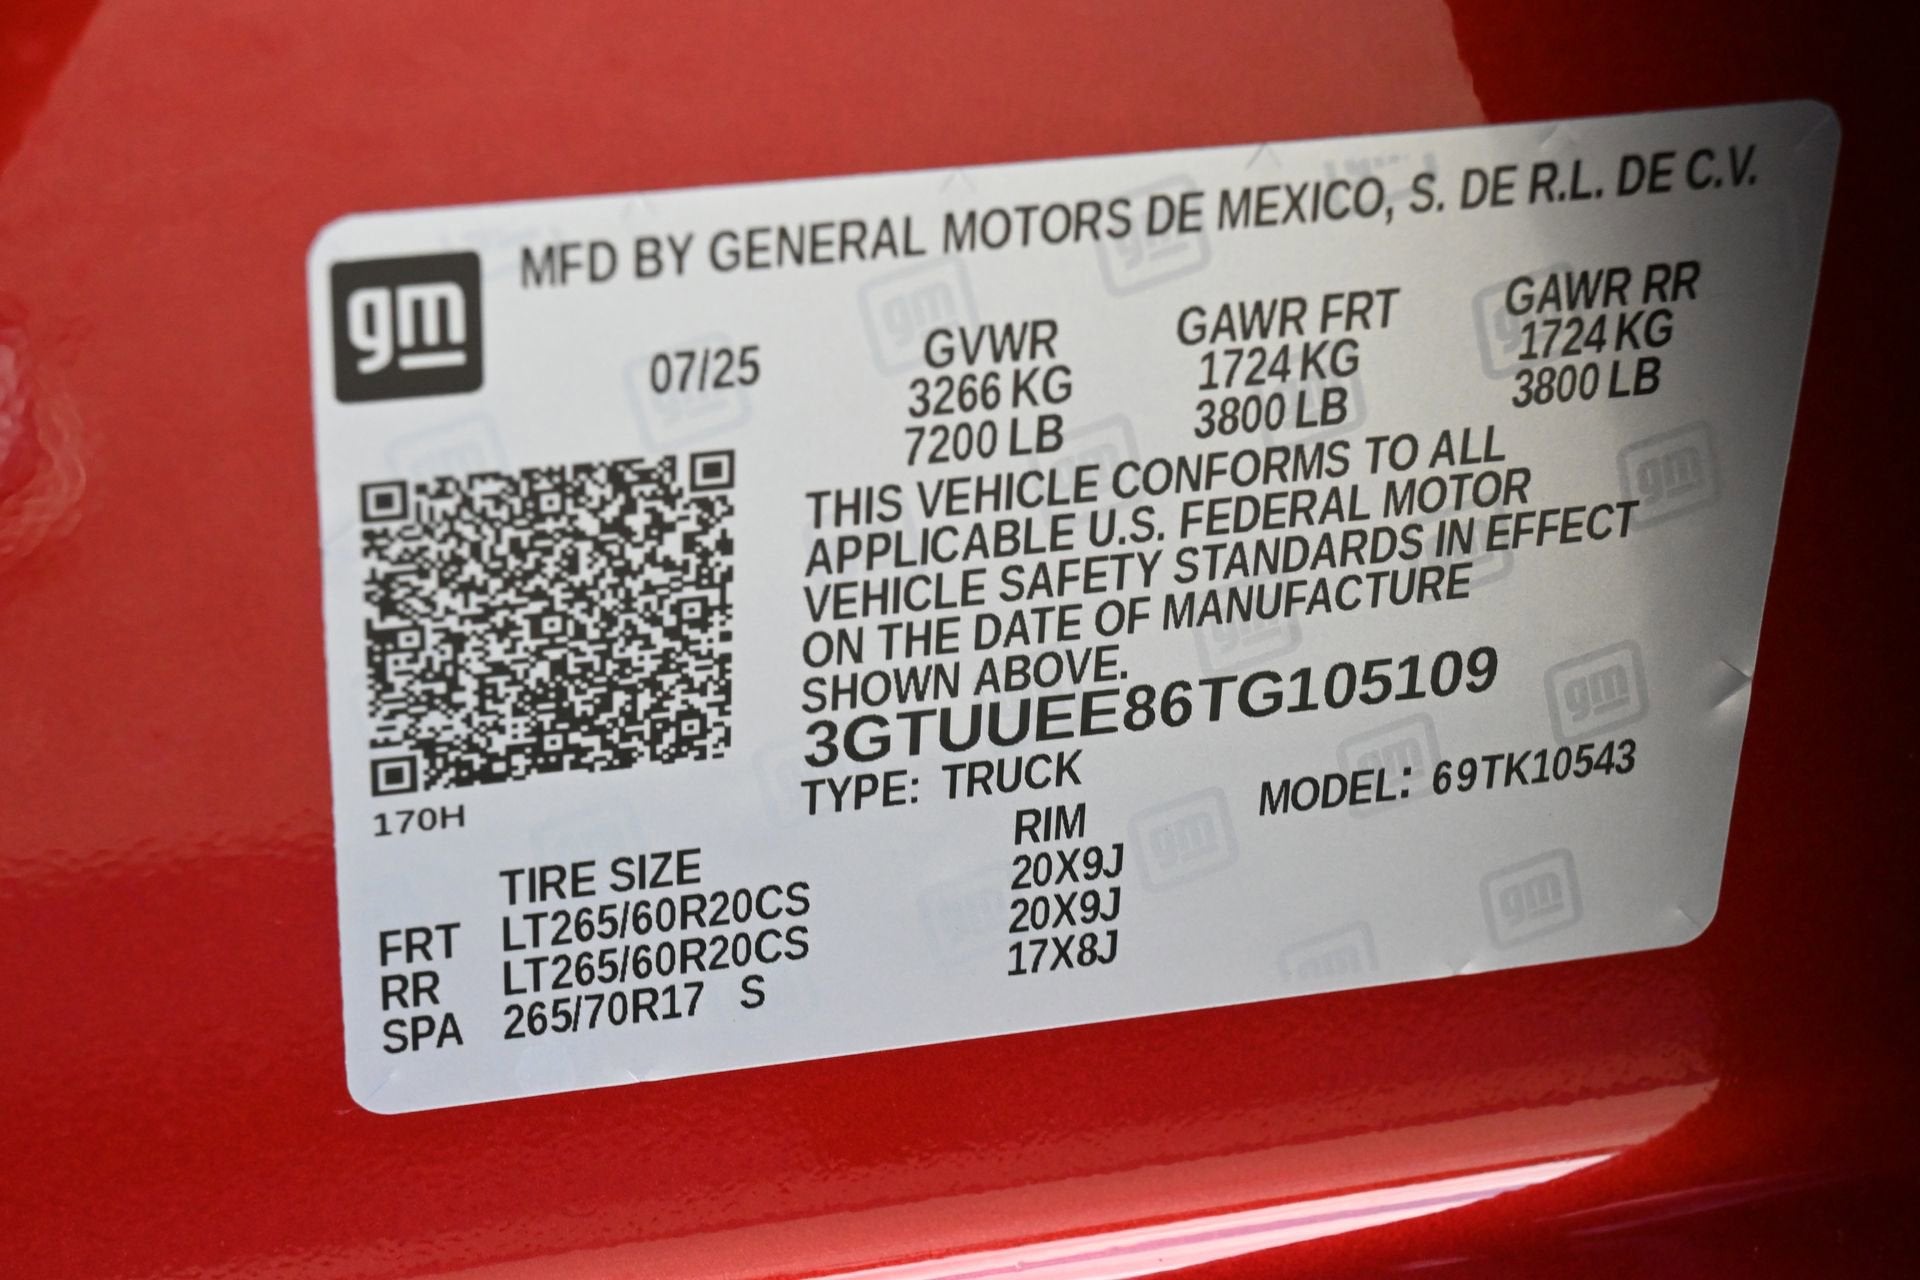 gm
MFD BY GENERAL MOTORS DE MEXICO, S. DE R.L. DE C.V.
07/25
GVWR
3266 KG
7200 LB
GAWR FRT
1724 KG
3800 LB
GAWR RR
1724 KG
3800 LB
THIS VEHICLE CONFORMS TO ALL
APPLICABLE U.S. FEDERAL MOTOR
VEHICLE SAFETY STANDARDS IN EFFECT
ON THE DATE OF MANUFACTURE
SHOWN ABOVE.
3GTUUEE86TG105109
TYPE: TRUCK
MODEL: 69TK10543
170H
TIRE SIZE RIM
FRT LT265/60R20CS 20X9J
RR LT265/60R20CS 20X9J
SPA 265/70R17 S 17X8J